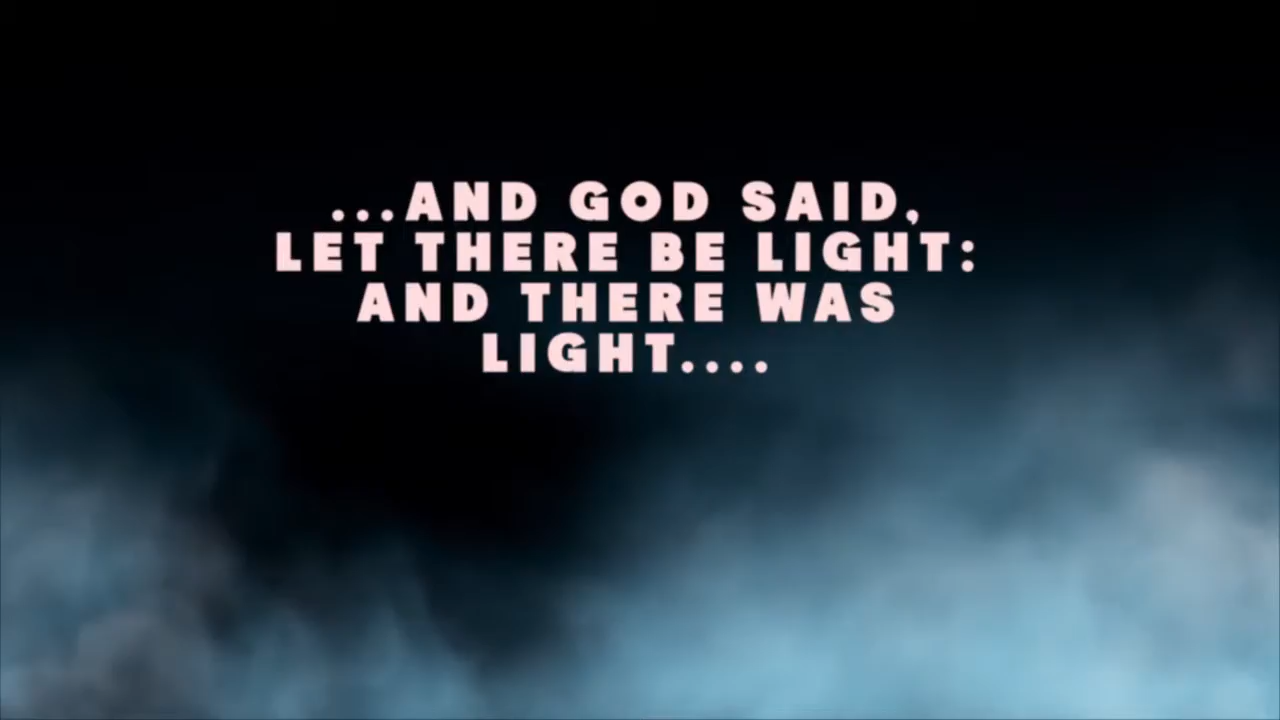 ...AND GOD SAID,
LET THERE BE LIGHT:
AND THERE WAS
LIGHT....